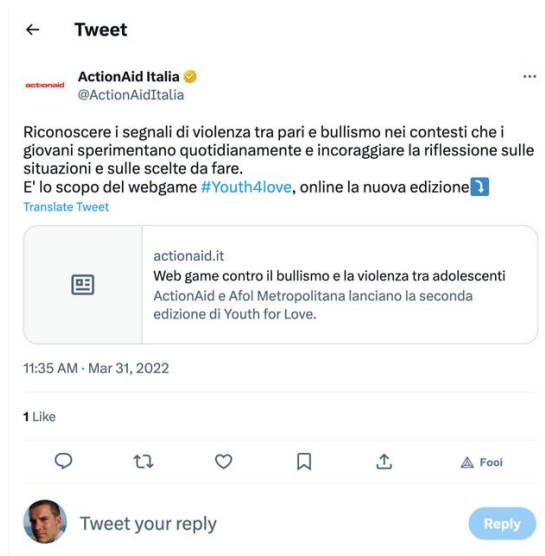 Tweet
actionaid
ActionAid Italia
@ActionAidItalia
Riconoscere i segnali di violenza tra pari e bullismo nei contesti che i
giovani sperimentano quotidianamente e incoraggiare la riflessione sulle
situazioni e sulle scelte da fare.
E' lo scopo del webgame #Youth4love, online la nuova edizione⤵️
Translate Tweet
actionaid.it
Web game contro il bullismo e la violenza tra adolescenti
ActionAid e Afol Metropolitana lanciano la seconda
edizione di Youth for Love.
11:35 AM · Mar 31, 2022
1 Like
Fooi
Tweet your reply
Reply